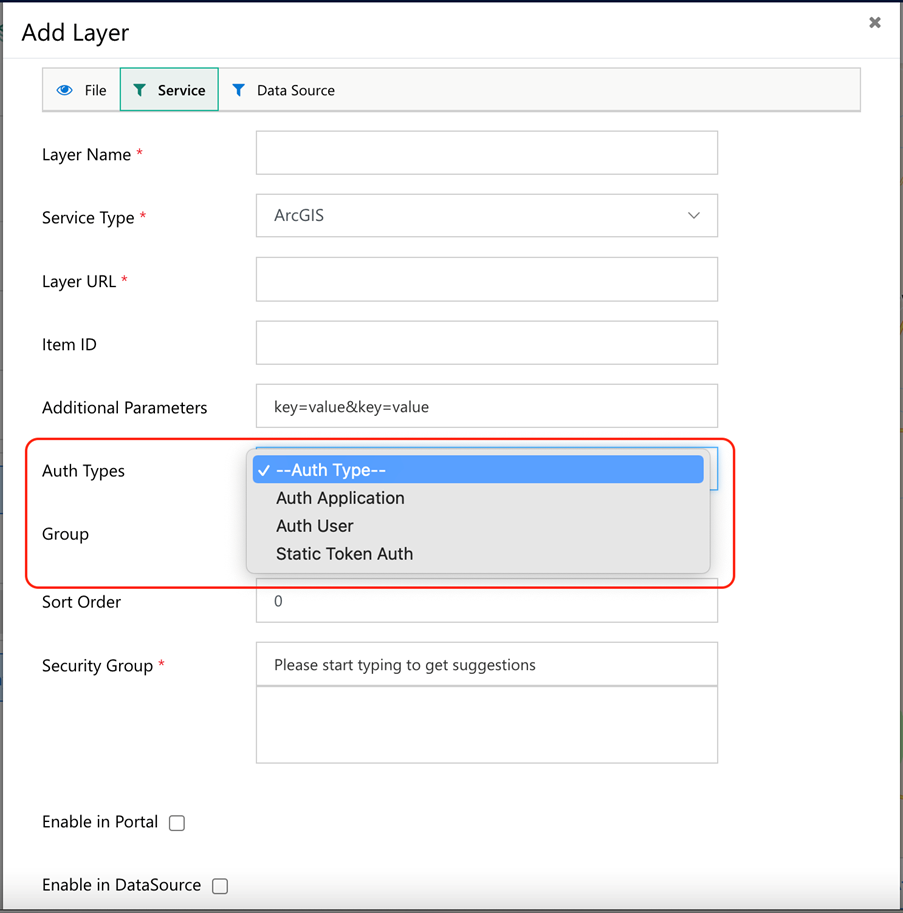 Add Layer
File Service Data Source
Layer Name *
Service Type * ArcGIS
Layer URL *
Item ID
Additional Parameters key=value&key=value
Auth Types --Auth Type--
Auth Application
Auth User
Group
Static Token Auth
Sort Order 0
Security Group * Please start typing to get suggestions
Enable in Portal
Enable in DataSource